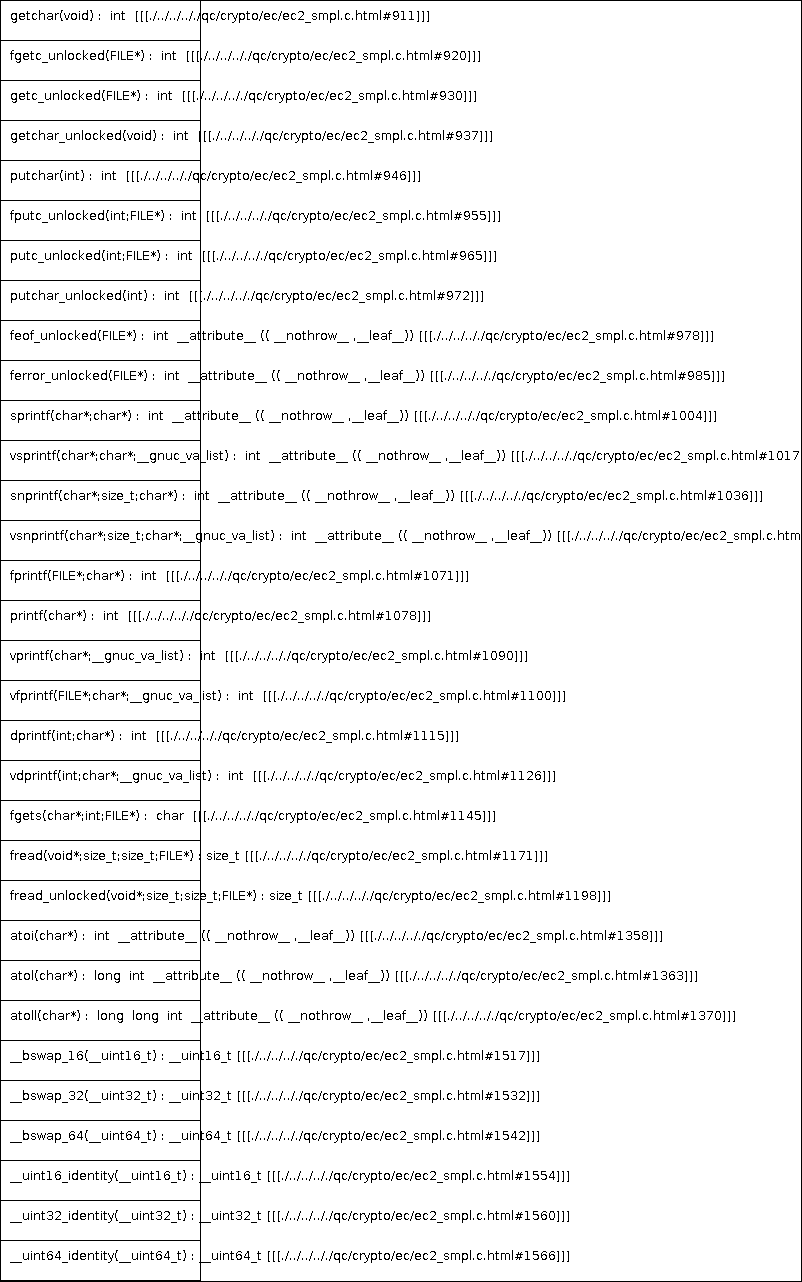 getchar(void) : int [[[./../../././qc/crypto/ec/ec2_smpl.c.html#911]]]
fgetc_unlocked(FILE*) : int [[[./../../././qc/crypto/ec/ec2_smpl.c.html#920]]]
getc_unlocked(FILE*) : int [[[./../../././qc/crypto/ec/ec2_smpl.c.html#930]]]
getchar_unlocked(void) : int [[[./../../././qc/crypto/ec/ec2_smpl.c.html#937]]]
putchar(int) : int [[[./../../././qc/crypto/ec/ec2_smpl.c.html#946]]]
fputc_unlocked(int;FILE*) : int [[[./../../././qc/crypto/ec/ec2_smpl.c.html#955]]]
putc_unlocked(int;FILE*) : int [[[./../../././qc/crypto/ec/ec2_smpl.c.html#965]]]
putchar_unlocked(int) : int [[[./../../././qc/crypto/ec/ec2_smpl.c.html#972]]]
feof_unlocked(FILE*) : int __attribute__ (( __nothrow__ ,__leaf__)) [[[./../../././qc/crypto/ec/ec2_smpl.c.html#978]]]
ferror_unlocked(FILE*) : int __attribute__ (( __nothrow__ ,__leaf__)) [[[./../../././qc/crypto/ec/ec2_smpl.c.html#985]]]
sprintf(char*;char*) : int __attribute__ (( __nothrow__ ,__leaf__)) [[[./../../././qc/crypto/ec/ec2_smpl.c.html#1004]]]
vsprintf(char*;char*;__gnuc_va_list) : int __attribute__ (( __nothrow__ ,__leaf__)) [[[./../../././qc/crypto/ec/ec2_smpl.c.html#1017
snprintf(char*;size_t;char*) : int __attribute__ (( __nothrow__ ,__leaf__)) [[[./../../././qc/crypto/ec/ec2_smpl.c.html#1036]]]
vsnprintf(char*;size_t;char*;__gnuc_va_list) : int __attribute__ (( __nothrow__ ,__leaf__)) [[[./../../././qc/crypto/ec/ec2_smpl.c.htm
fprintf(FILE*;char*) : int [[[./../../././qc/crypto/ec/ec2_smpl.c.html#1071]]]
printf(char*) : int [[[./../../././qc/crypto/ec/ec2_smpl.c.html#1078]]]
vprintf(char*;__gnuc_va_list) : int [[[./../../././qc/crypto/ec/ec2_smpl.c.html#1090]]]
vfprintf(FILE*;char*;__gnuc_va_list) : int [[[./../../././qc/crypto/ec/ec2_smpl.c.html#1100]]]
dprintf(int;char*) : int [[[./../../././qc/crypto/ec/ec2_smpl.c.html#1115]]]
vdprintf(int;char*;__gnuc_va_list) : int [[[./../../././qc/crypto/ec/ec2_smpl.c.html#1126]]]
fgets(char*;int;FILE*) : char [[[./../../././qc/crypto/ec/ec2_smpl.c.html#1145]]]
fread(void*;size_t;size_t;FILE*) : size_t [[[./../../././qc/crypto/ec/ec2_smpl.c.html#1171]]]
fread_unlocked(void*;size_t;size_t;FILE*) : size_t [[[./../../././qc/crypto/ec/ec2_smpl.c.html#1198]]]
atoi(char*) : int __attribute__ (( __nothrow__ ,__leaf__)) [[[./../../././qc/crypto/ec/ec2_smpl.c.html#1358]]]
atol(char*) : long int __attribute__ (( __nothrow__ ,__leaf__)) [[[./../../././qc/crypto/ec/ec2_smpl.c.html#1363]]]
atoll(char*) : long long int __attribute__ (( __nothrow__ ,__leaf__)) [[[./../../././qc/crypto/ec/ec2_smpl.c.html#1370]]]
__bswap_16(__uint16_t) : __uint16_t [[[./../../././qc/crypto/ec/ec2_smpl.c.html#1517]]]
__bswap_32(__uint32_t) : __uint32_t [[[./../../././qc/crypto/ec/ec2_smpl.c.html#1532]]]
__bswap_64(__uint64_t) : __uint64_t [[[./../../././qc/crypto/ec/ec2_smpl.c.html#1542]]]
__uint16_identity(__uint16_t) : __uint16_t [[[./../../././qc/crypto/ec/ec2_smpl.c.html#1554]]]
__uint32_identity(__uint32_t) : __uint32_t [[[./../../././qc/crypto/ec/ec2_smpl.c.html#1560]]]
__uint64_identity(__uint64_t) : __uint64_t [[[./../../././qc/crypto/ec/ec2_smpl.c.html#1566]]]